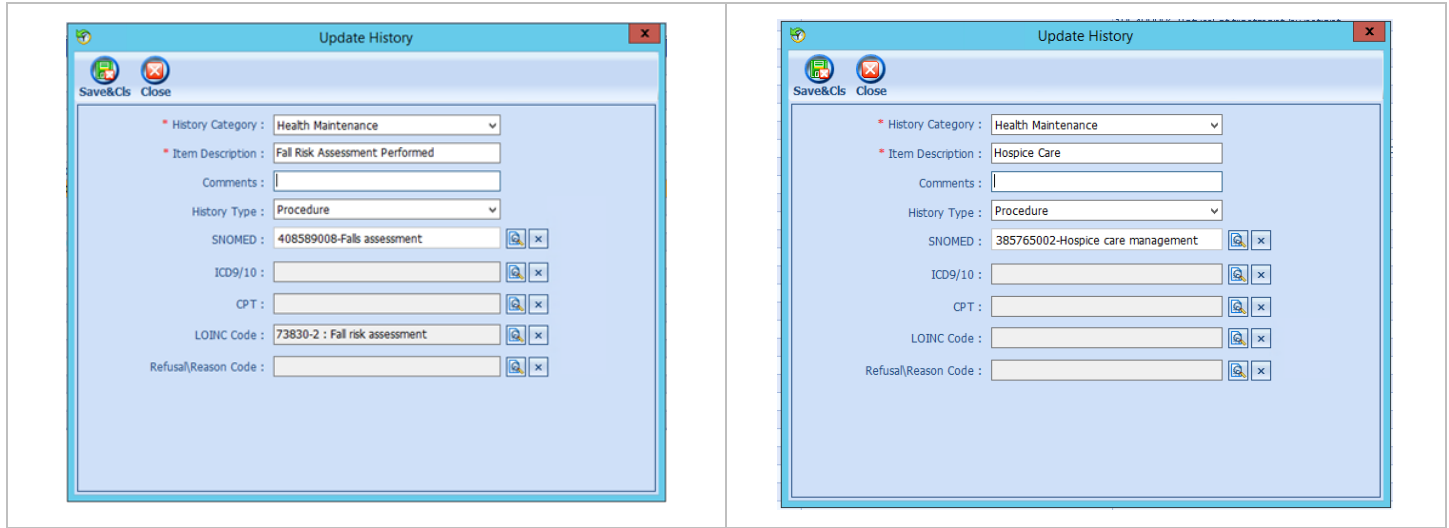 Update History
x
Save&Cls Close
* History Category : Health Maintenance
* Item Description : Fall Risk Assessment Performed
Comments :
History Type : Procedure
SNOMED : 408589008-Falls assessment
ICD9/10 :
CPT :
LOINC Code : 73830-2 : Fall risk assessment
Refusal\Reason Code :
Update History
x
Save&Cls Close
* History Category : Health Maintenance
* Item Description : Hospice Care
Comments :
History Type : Procedure
SNOMED : 385765002-Hospice care management
ICD9/10 :
CPT :
LOINC Code :
Refusal\Reason Code :